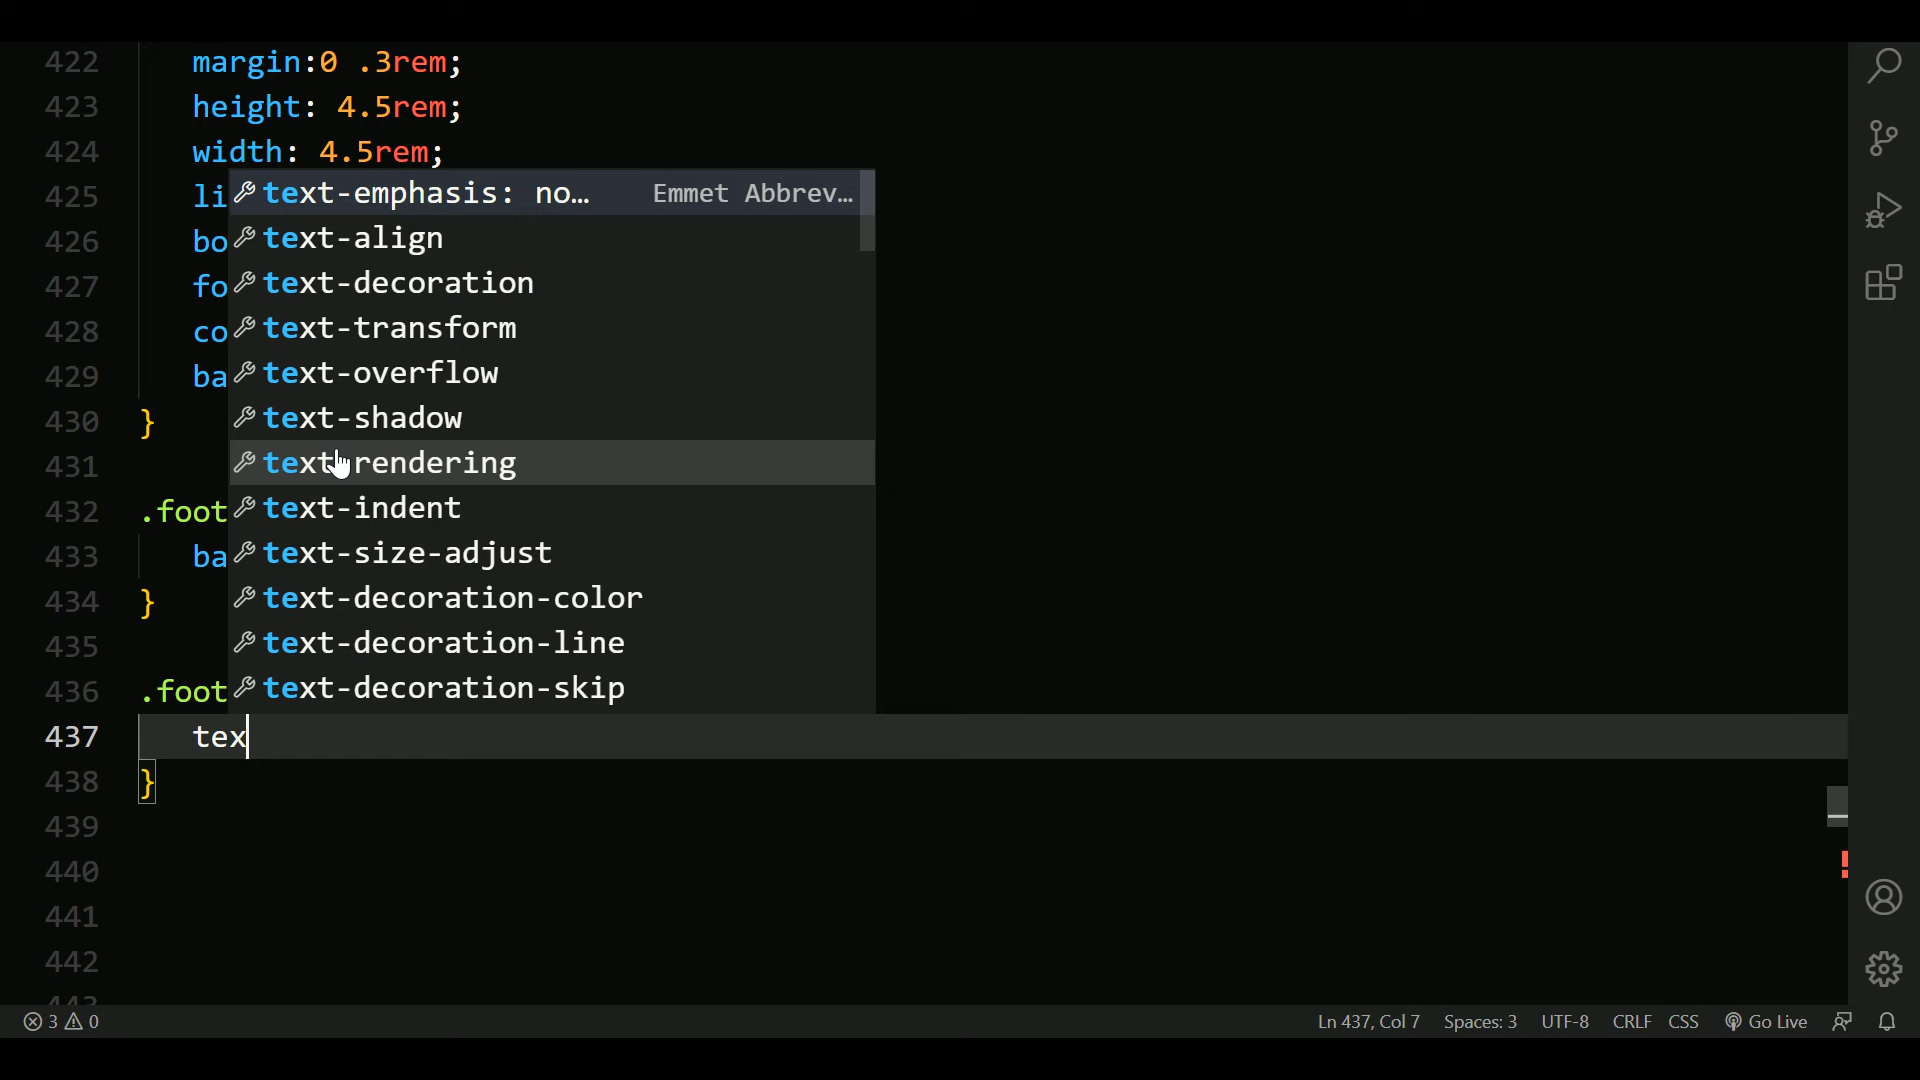 422 margin:0 .3rem;
423 height: 4.5rem;
424 width: 4.5rem;
425 li
text-emphasis: no… Emmet Abbrev…
426 bo
text-align
427 fo
text-decoration
428 co
text-transform
429 ba
text-overflow
430 }
text-shadow
431
text-rendering
432 .foot
text-indent
433 ba
text-size-adjust
434 }
text-decoration-color
435
text-decoration-line
436 .foot
text-decoration-skip
437 tex
438 }
439
440
441
442
443
3 0 Ln 437, Col 7 Spaces: 3 UTF-8 CRLF CSS Go Live